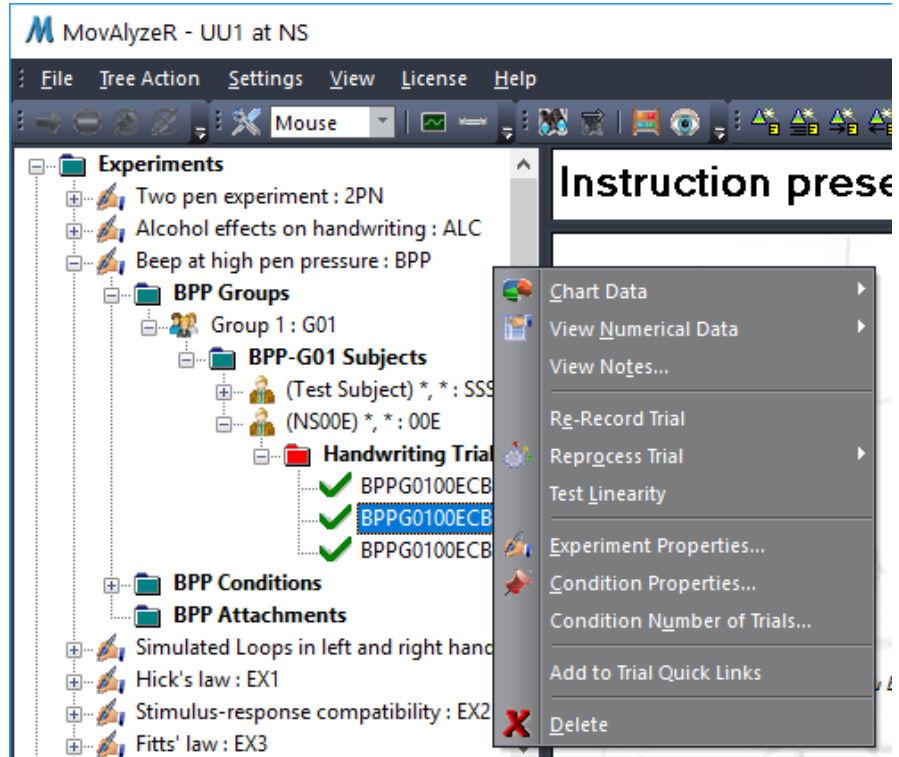 MovAlyzeR - UU1 at NS
File Tree Action Settings View License Help
Mouse
Experiments
Two pen experiment : 2PN
Alcohol effects on handwriting : ALC
Beep at high pen pressure : BPP
BPP Groups
Group 1 : G01
BPP-G01 Subjects
(Test Subject) *, * : SSS
(NS00E) *, * : 00E
Handwriting Trial
BPPG0100ECB
BPPG0100ECB
BPPG0100ECB
BPP Conditions
BPP Attachments
Simulated Loops in left and right hand
Hick's law : EX1
Stimulus-response compatibility : EX2
Fitts' law : EX3
Instruction prese
Chart Data
View Numerical Data
View Notes...
Re-Record Trial
Reprocess Trial
Test Linearity
Experiment Properties...
Condition Properties...
Condition Number of Trials...
Add to Trial Quick Links
Delete